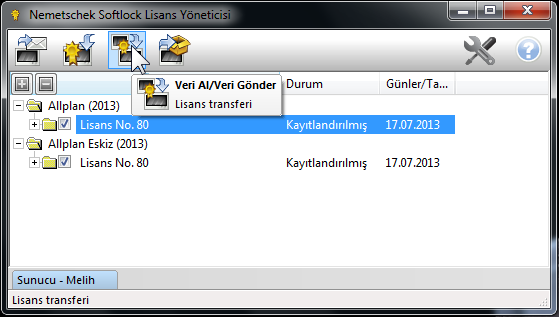 Nemetschek Softlock Lisans Yöneticisi
Veri Al/Veri Gönder
Lisans transferi
Durum
Günler/Ta...
Allplan (2013)
Lisans No. 80 Kayıtlandırılmış 17.07.2013
Allplan Eskiz (2013)
Lisans No. 80 Kayıtlandırılmış 17.07.2013
Sunucu - Melih
Lisans transferi